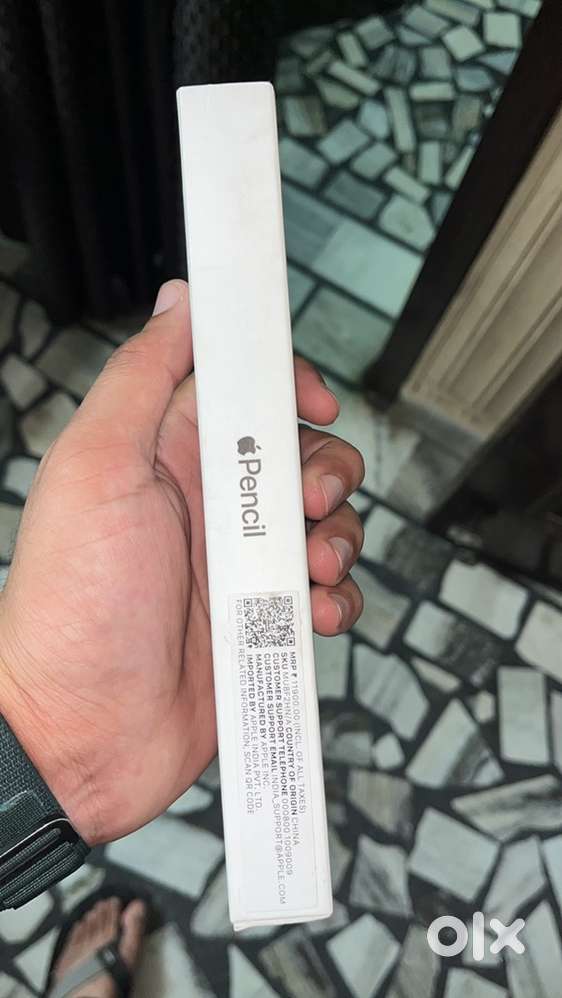 Pencil
MRP ₹ 11900.00 (INCL. OF ALL TAXES)
SKU MU8F2HN/A COUNTRY OF ORIGIN CHINA
CUSTOMER SUPPORT TELEPHONE 000800 1009009
CUSTOMER SUPPORT EMAIL INDIA_SUPPORT@APPLE.COM
MANUFACTURED BY APPLE INC.
IMPORTED BY APPLE INDIA PVT. LTD.
FOR OTHER RELATED INFORMATION, SCAN QR CODE
olx